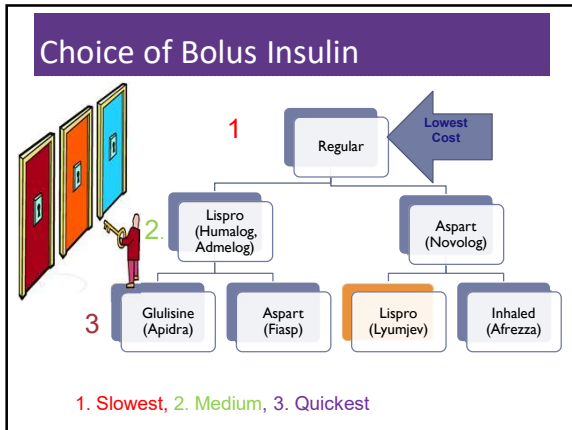 Choice of Bolus Insulin
1
Regular
Lowest
Cost
2.
Lispro
(Humalog,
Admelog)
Aspart
(Novolog)
3
Glulisine
(Apidra)
Aspart
(Fiasp)
Lispro
(Lyumjev)
Inhaled
(Afrezza)
1. Slowest, 2. Medium, 3. Quickest